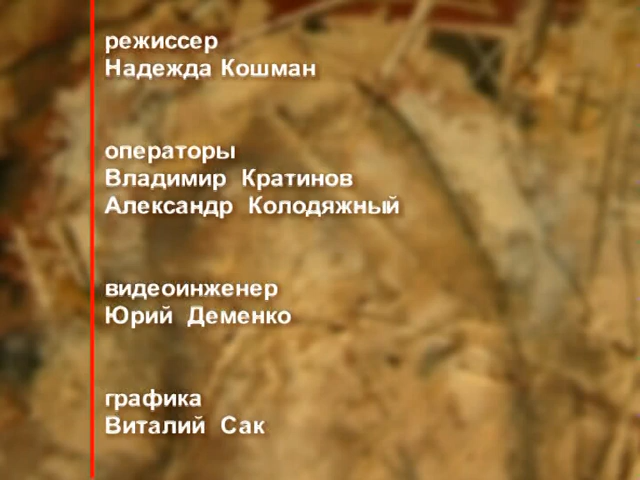 режиссер
Надежда Кошман
операторы
Владимир Кратинов
Александр Колодяжный
видеоинженер
Юрий Деменко
графика
Виталий Сак